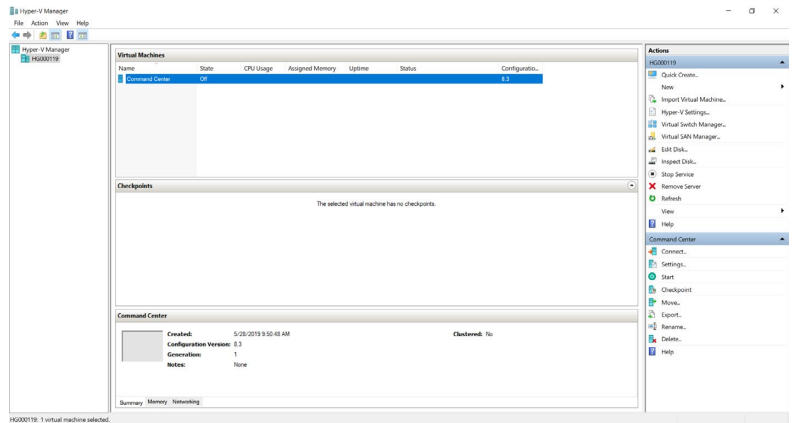 Hyper-V Manager
File Action View Help
Hyper-V Manager
HG000119
Virtual Machines
Name State CPU Usage Assigned Memory Uptime Status Configuratio...
Command Center Off 8.3
Checkpoints
The selected virtual machine has no checkpoints.
Command Center
Created: 5/28/2019 9:50:48 AM Clustered: No
Configuration Version: 8.3
Generation: 1
Notes: None
Summary Memory Networking
Actions
HG000119
Quick Create...
New
Import Virtual Machine...
Hyper-V Settings...
Virtual Switch Manager...
Virtual SAN Manager...
Edit Disk...
Inspect Disk...
Stop Service
Remove Server
Refresh
View
Help
Command Center
Connect...
Settings...
Start
Checkpoint
Move...
Export...
Rename...
Delete...
Help
HG000119: 1 virtual machine selected.